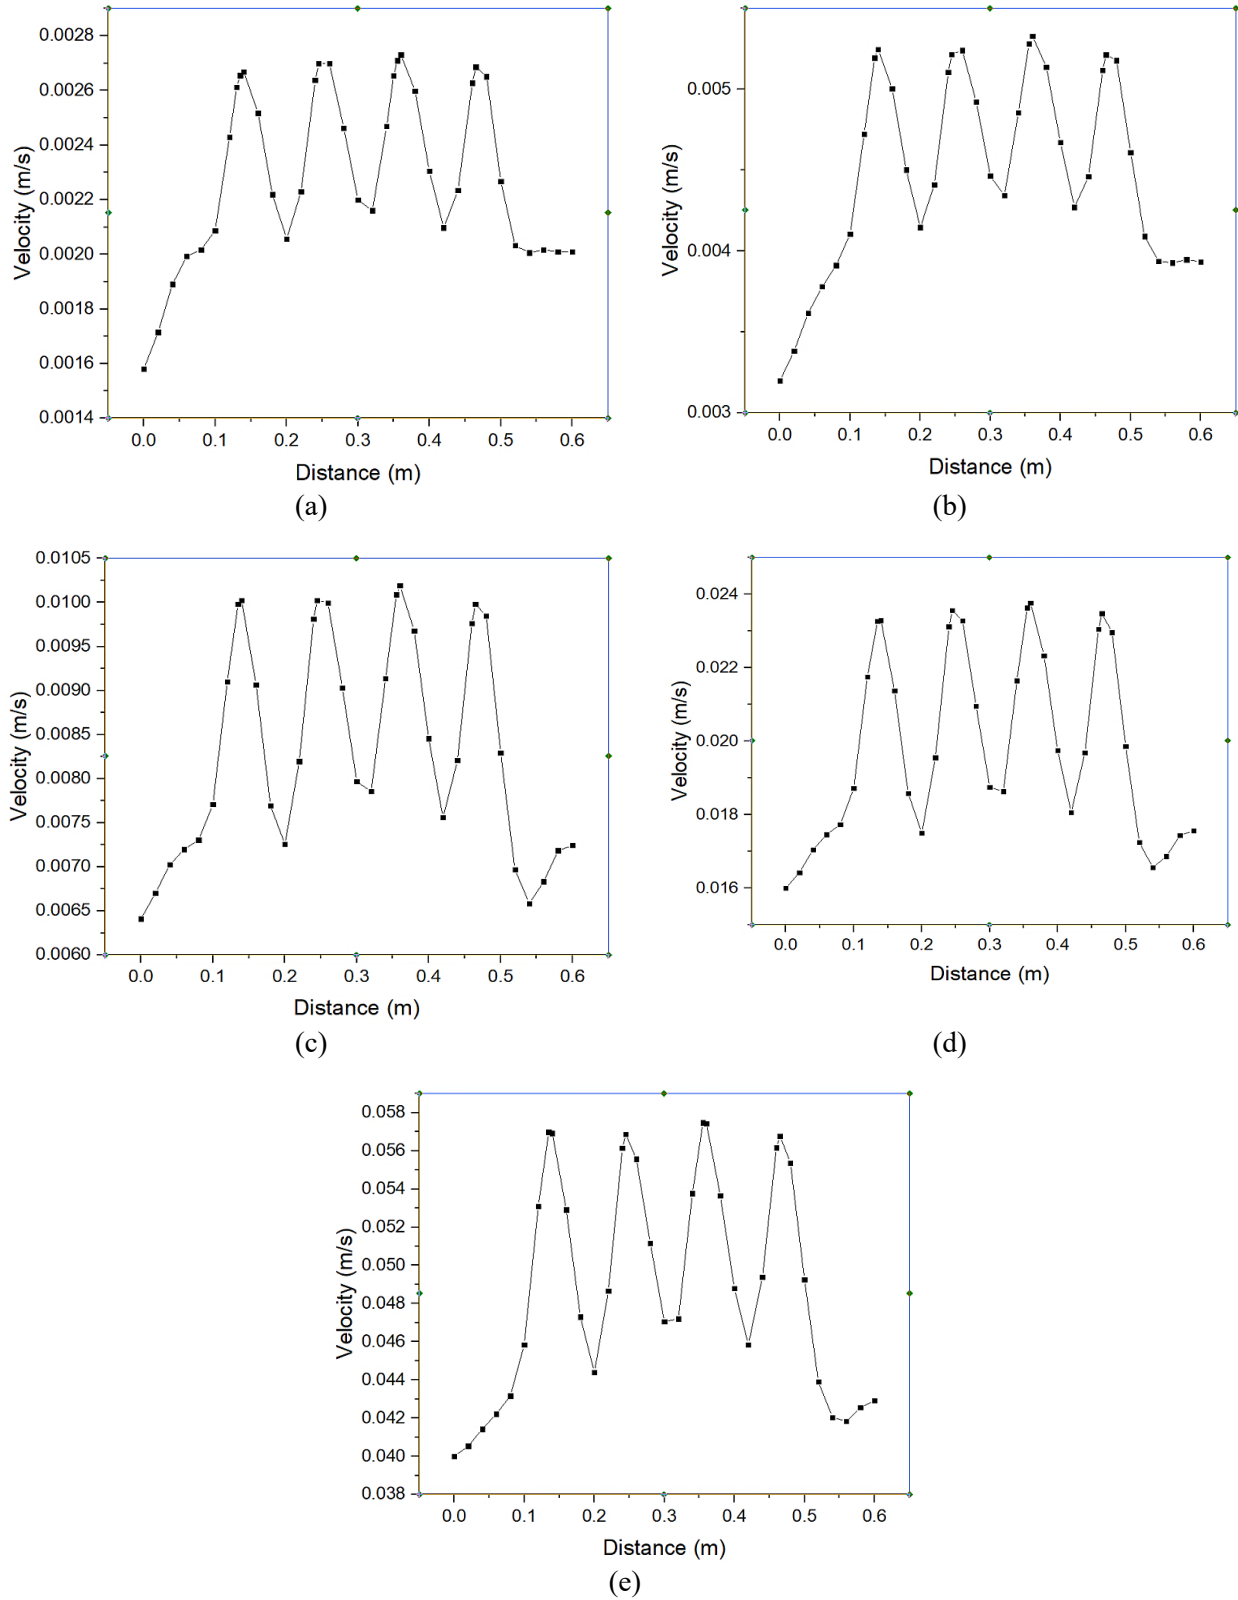 0.0028
0.0026
0.0024
0.0022
0.0020
0.0018
0.0016
0.0014
Velocity (m/s)
0.0 0.1 0.2 0.3 0.4 0.5 0.6
Distance (m)
(a)
0.005
0.004
0.003
Velocity (m/s)
0.0 0.1 0.2 0.3 0.4 0.5 0.6
Distance (m)
(b)
0.0105
0.0100
0.0095
0.0090
0.0085
0.0080
0.0075
0.0070
0.0065
0.0060
Velocity (m/s)
0.0 0.1 0.2 0.3 0.4 0.5 0.6
Distance (m)
(c)
0.024
0.022
0.020
0.018
0.016
Velocity (m/s)
0.0 0.1 0.2 0.3 0.4 0.5 0.6
Distance (m)
(d)
0.058
0.056
0.054
0.052
0.050
0.048
0.046
0.044
0.042
0.040
0.038
Velocity (m/s)
0.0 0.1 0.2 0.3 0.4 0.5 0.6
Distance (m)
(e)